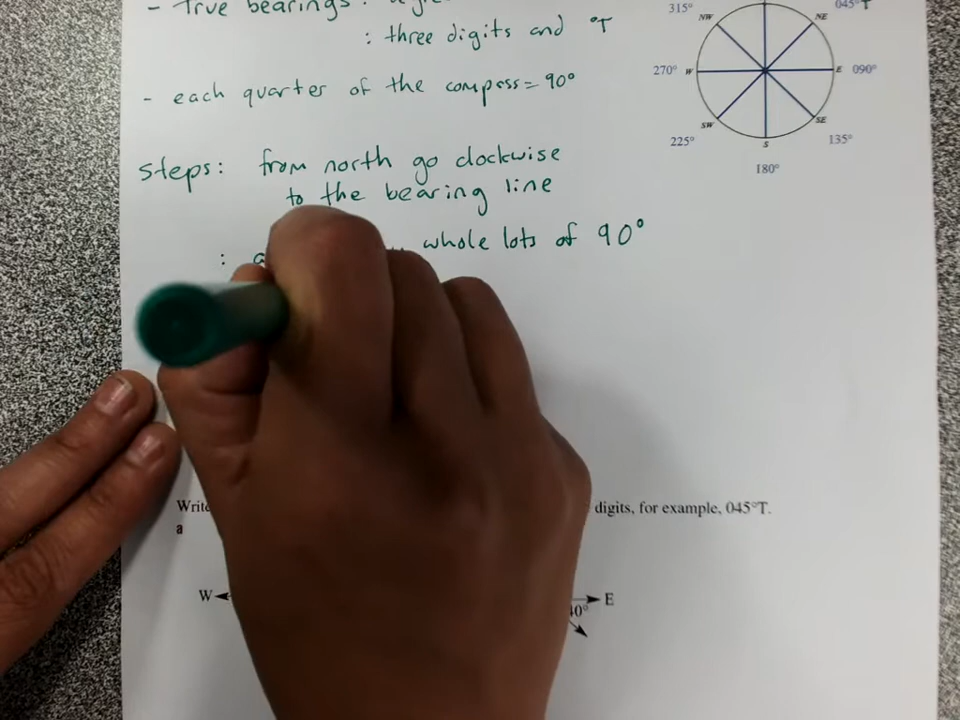 - True bearings:
: three digits and °T
- each quarter of the compass = 90°
steps: from north go clockwise
to the bearing line
: whole lots of 90°
315° 045°T
NW NE
270° W E 090°
SW SE
225° S 135°
180°
Write digits, for example, 045°T.
a
W E
40°